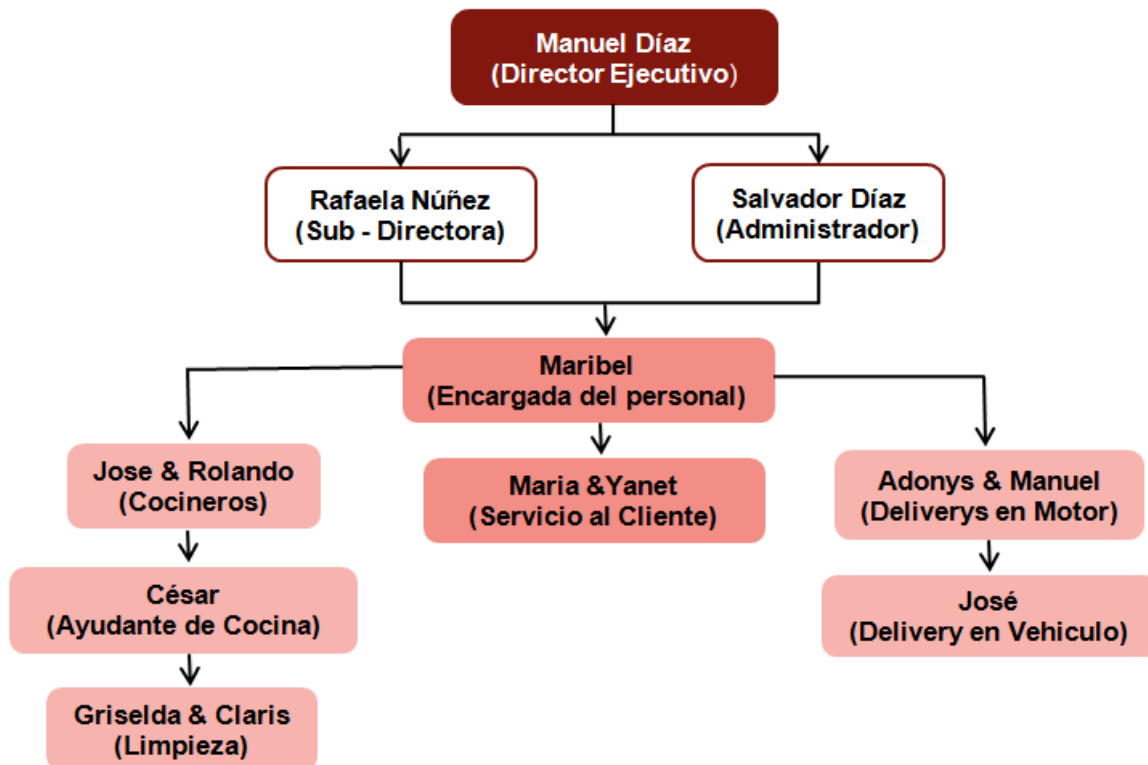 Manuel Díaz
(Director Ejecutivo)
Rafaela Núñez
(Sub - Directora)
Salvador Díaz
(Administrador)
Maribel
(Encargada del personal)
Jose & Rolando
(Cocineros)
Maria &Yanet
(Servicio al Cliente)
Adonys & Manuel
(Deliverys en Motor)
César
(Ayudante de Cocina)
José
(Delivery en Vehiculo)
Griselda & Claris
(Limpieza)